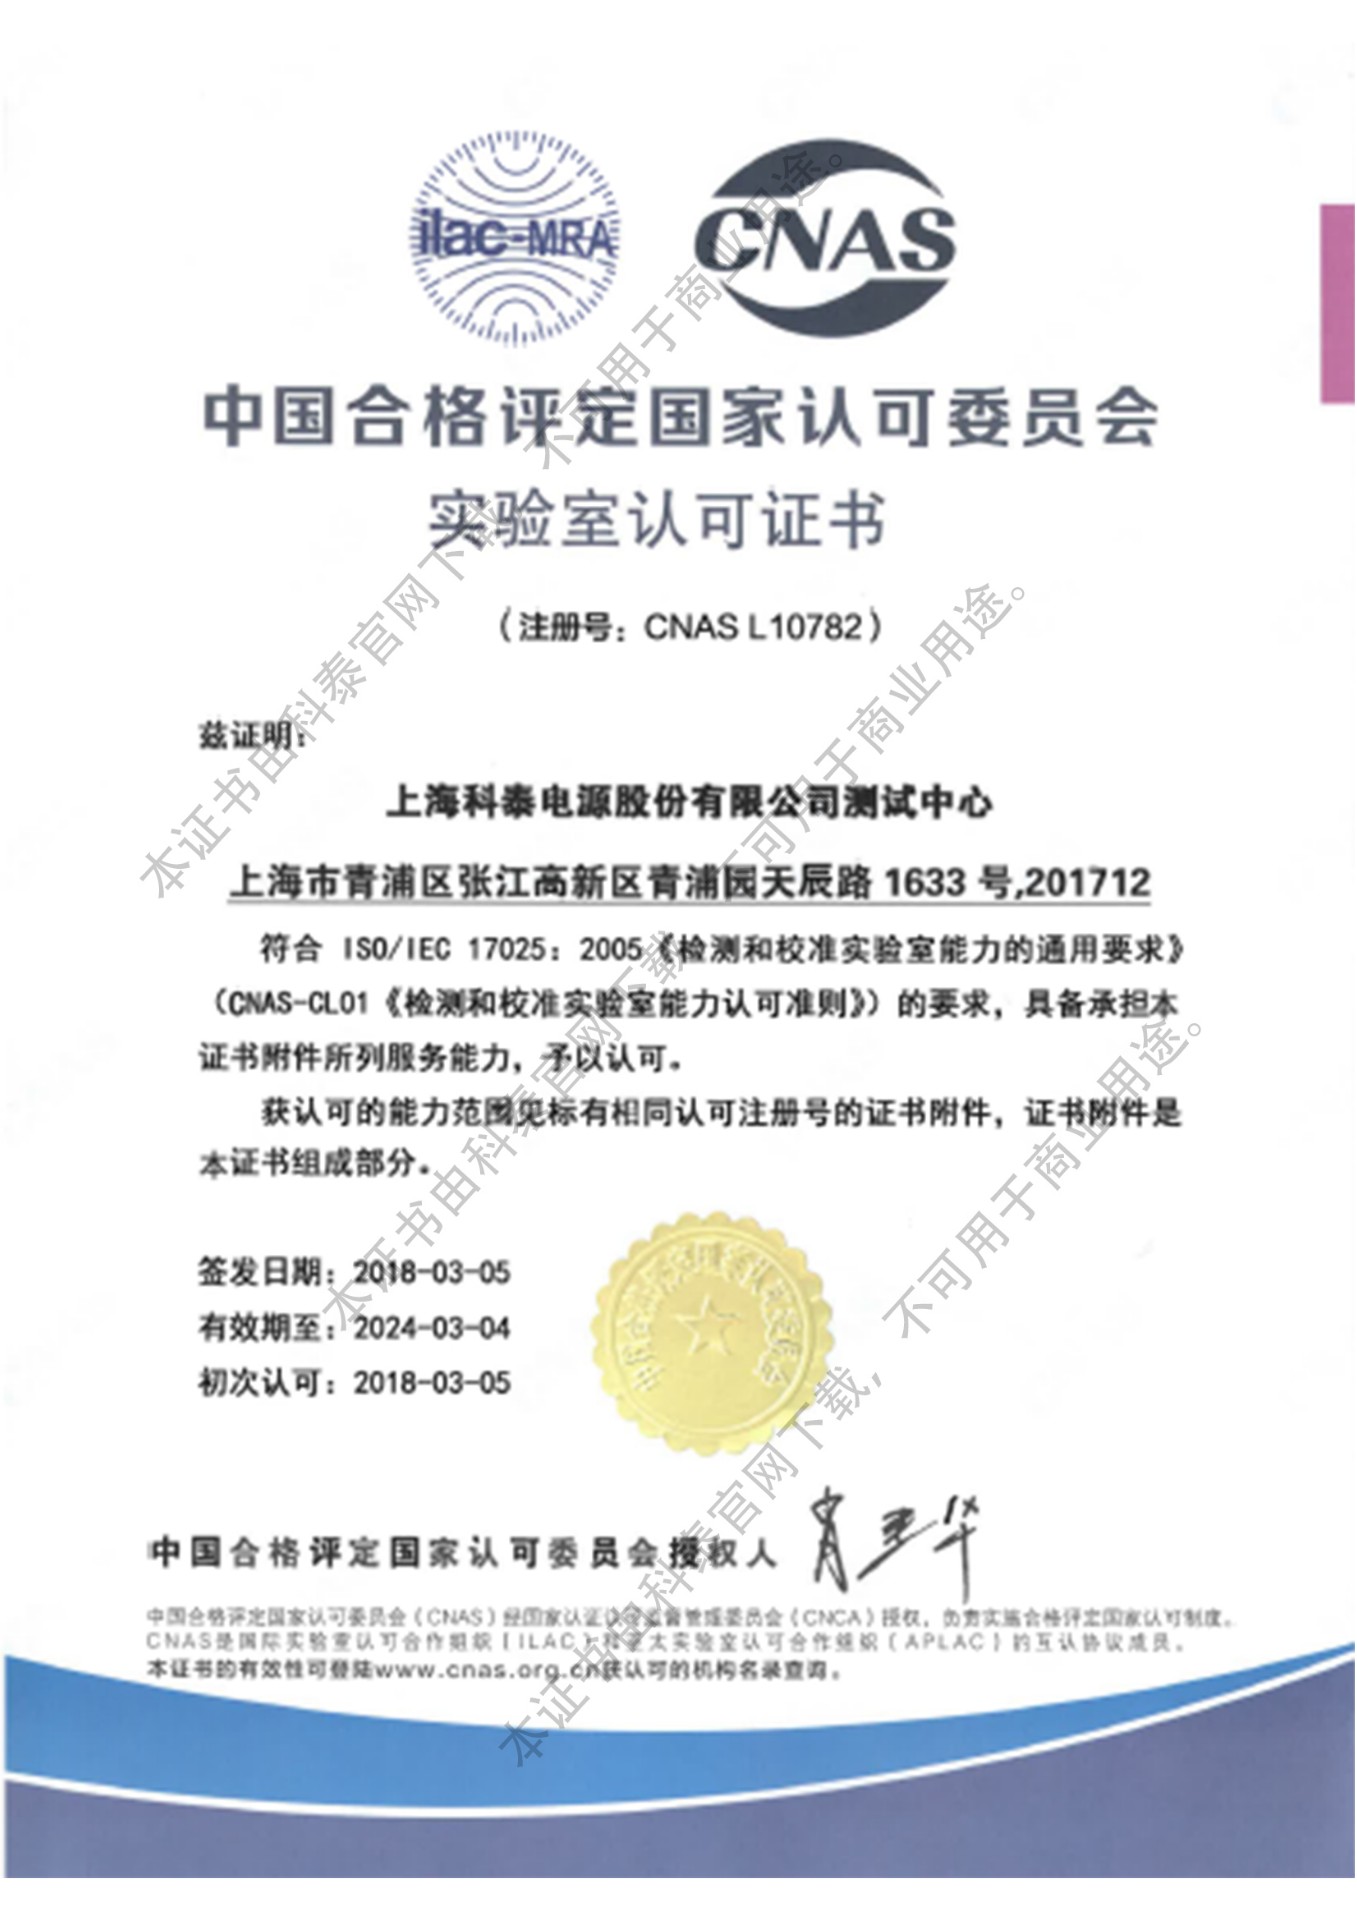 ilac-MRA
CNAS
中国合格评定国家认可委员会
实验室认可证书
（注册号：CNAS L10782）
兹证明：
上海科泰电源股份有限公司测试中心
上海市青浦区张江高新区青浦园天辰路 1633 号,201712
符合 ISO/IEC 17025：2005《检测和校准实验室能力的通用要求》
（CNAS-CL01《检测和校准实验室能力认可准则》）的要求，具备承担本
证书附件所列服务能力，予以认可。
获认可的能力范围见标有相同认可注册号的证书附件，证书附件是
本证书组成部分。
签发日期：2018-03-05
有效期至：2024-03-04
初次认可：2018-03-05
中国合格评定国家认可委员会
中国合格评定国家认可委员会授权人
中国合格评定国家认可委员会（CNAS）经国家认证认可监督管理委员会（CNCA）授权，负责实施合格评定国家认可制度。
CNAS是国际实验室认可合作组织（ILAC）和亚太实验室认可合作组织（APLAC）的互认协议成员。
本证书的有效性可登陆www.cnas.org.cn获认可的机构名录查询。
本证书由科泰官网下载，不可用于商业用途。
本证书由科泰官网下载，不可用于商业用途。
本证书由科泰官网下载，不可用于商业用途。